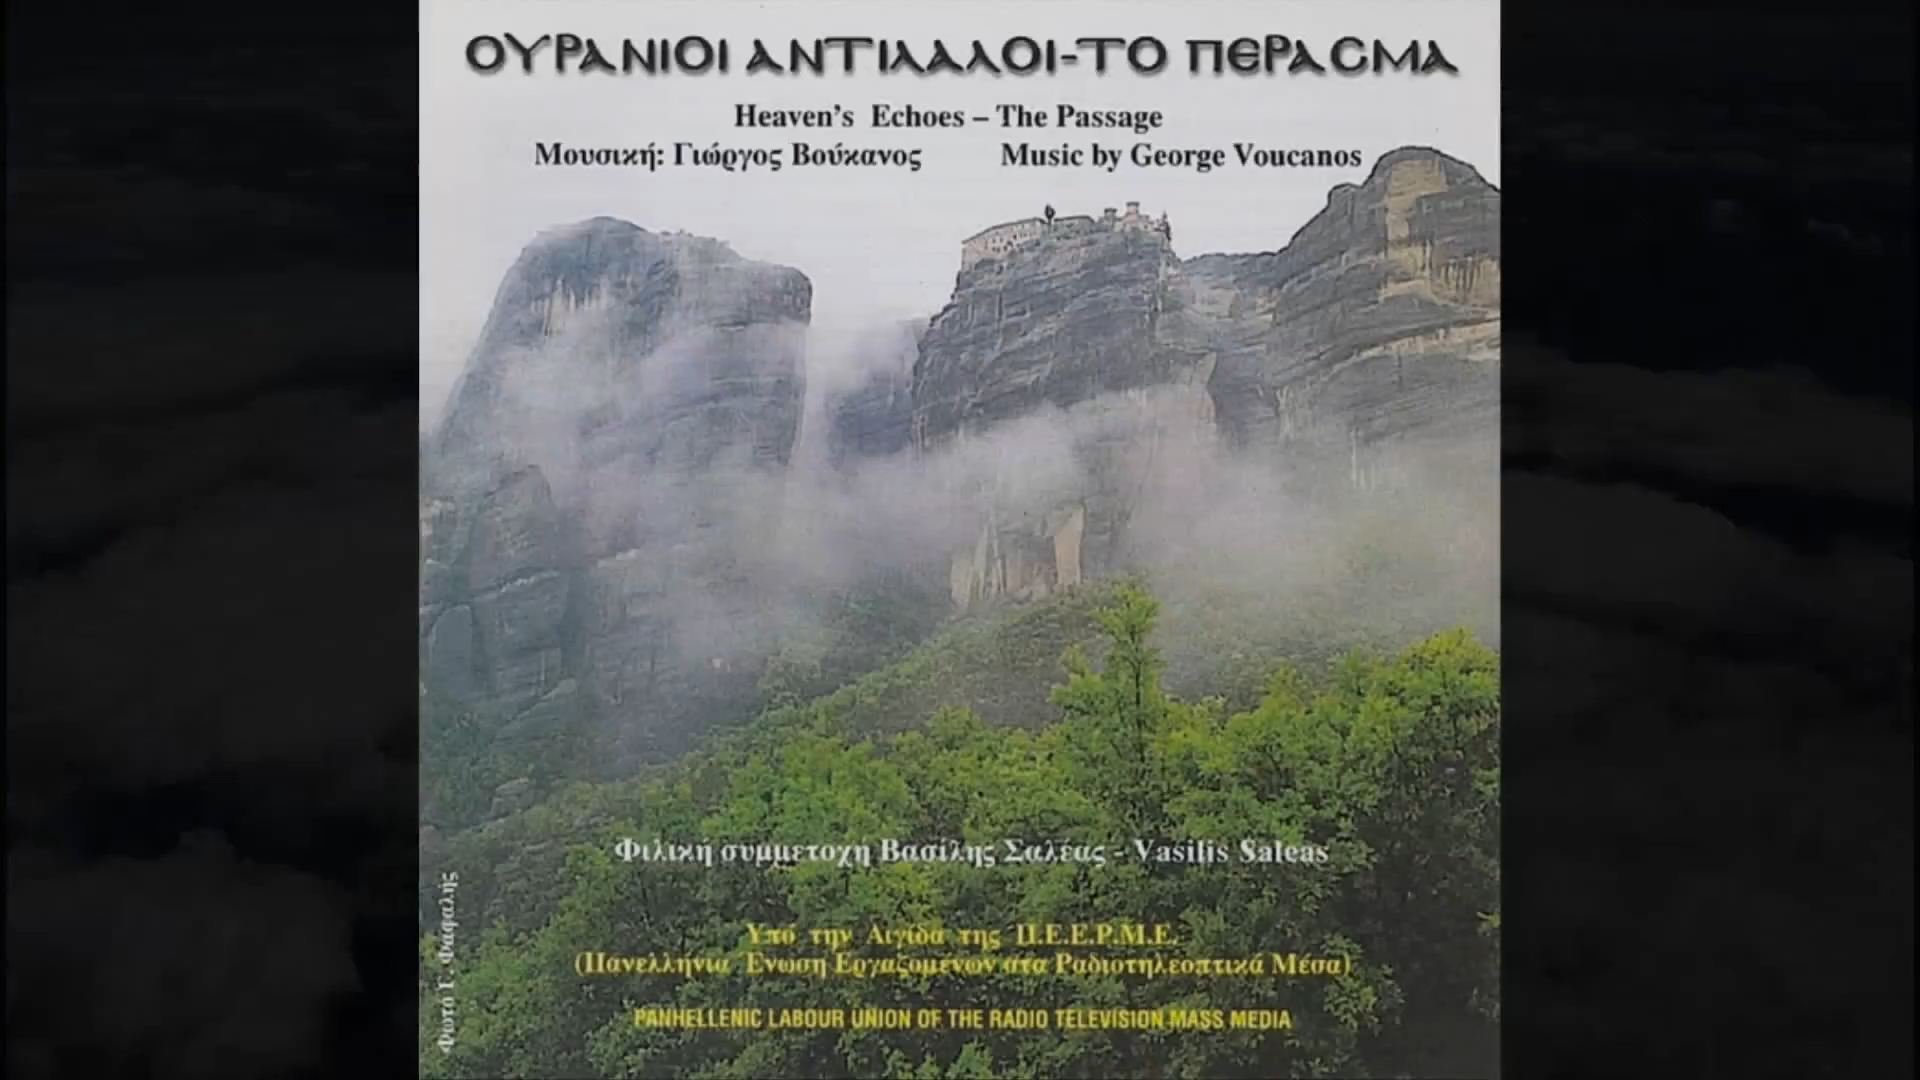 ΟΥΡΑΝΙΟΙ ΑΝΤΙΛΑΛΟΙ-ΤΟ ΠΕΡΑΣΜΑ
Heaven's Echoes – The Passage
Μουσική: Γιώργος Βούκανος Music by George Voucanos
Φιλική συμμετοχή Βασίλης Σαλέας - Vasilis Saleas
Υπό την Αιγίδα της Π.Ε.Ε.Ρ.Μ.Ε.
(Πανελλήνια Ένωση Εργαζομένων στα Ραδιοτηλεοπτικά Μέσα)
PANHELLENIC LABOUR UNION OF THE RADIO TELEVISION MASS MEDIA
Φωτο Γ. Φαφαλής